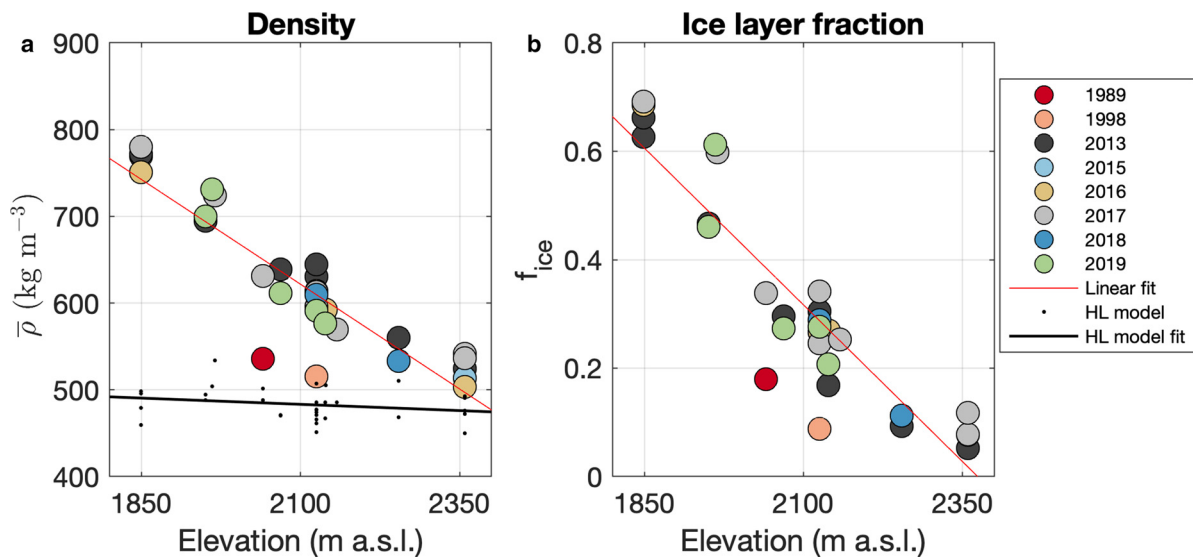 Density
Ice layer fraction
a
b
900
800
700
600
500
400
ρ̅ (kg m⁻³)
1850
2100
2350
Elevation (m a.s.l.)
0.8
0.6
0.4
0.2
0
f_ice
1850
2100
2350
Elevation (m a.s.l.)
1989
1998
2013
2015
2016
2017
2018
2019
Linear fit
HL model
HL model fit